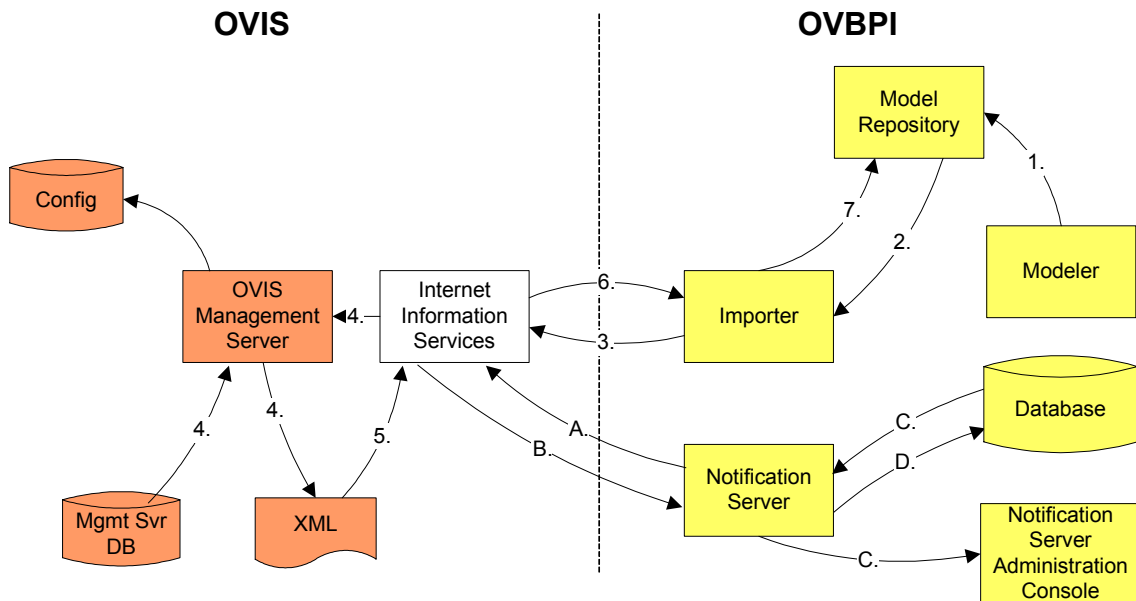 OVIS
OVBPI
Model
Repository
1.
Config
7.
2.
Modeler
OVIS
Management
Server
4.
Internet
Information
Services
6.
3.
Importer
4.
4.
5.
A.
B.
C.
D.
Database
Notification
Server
Mgmt Svr
DB
XML
C.
Notification
Server
Administration
Console